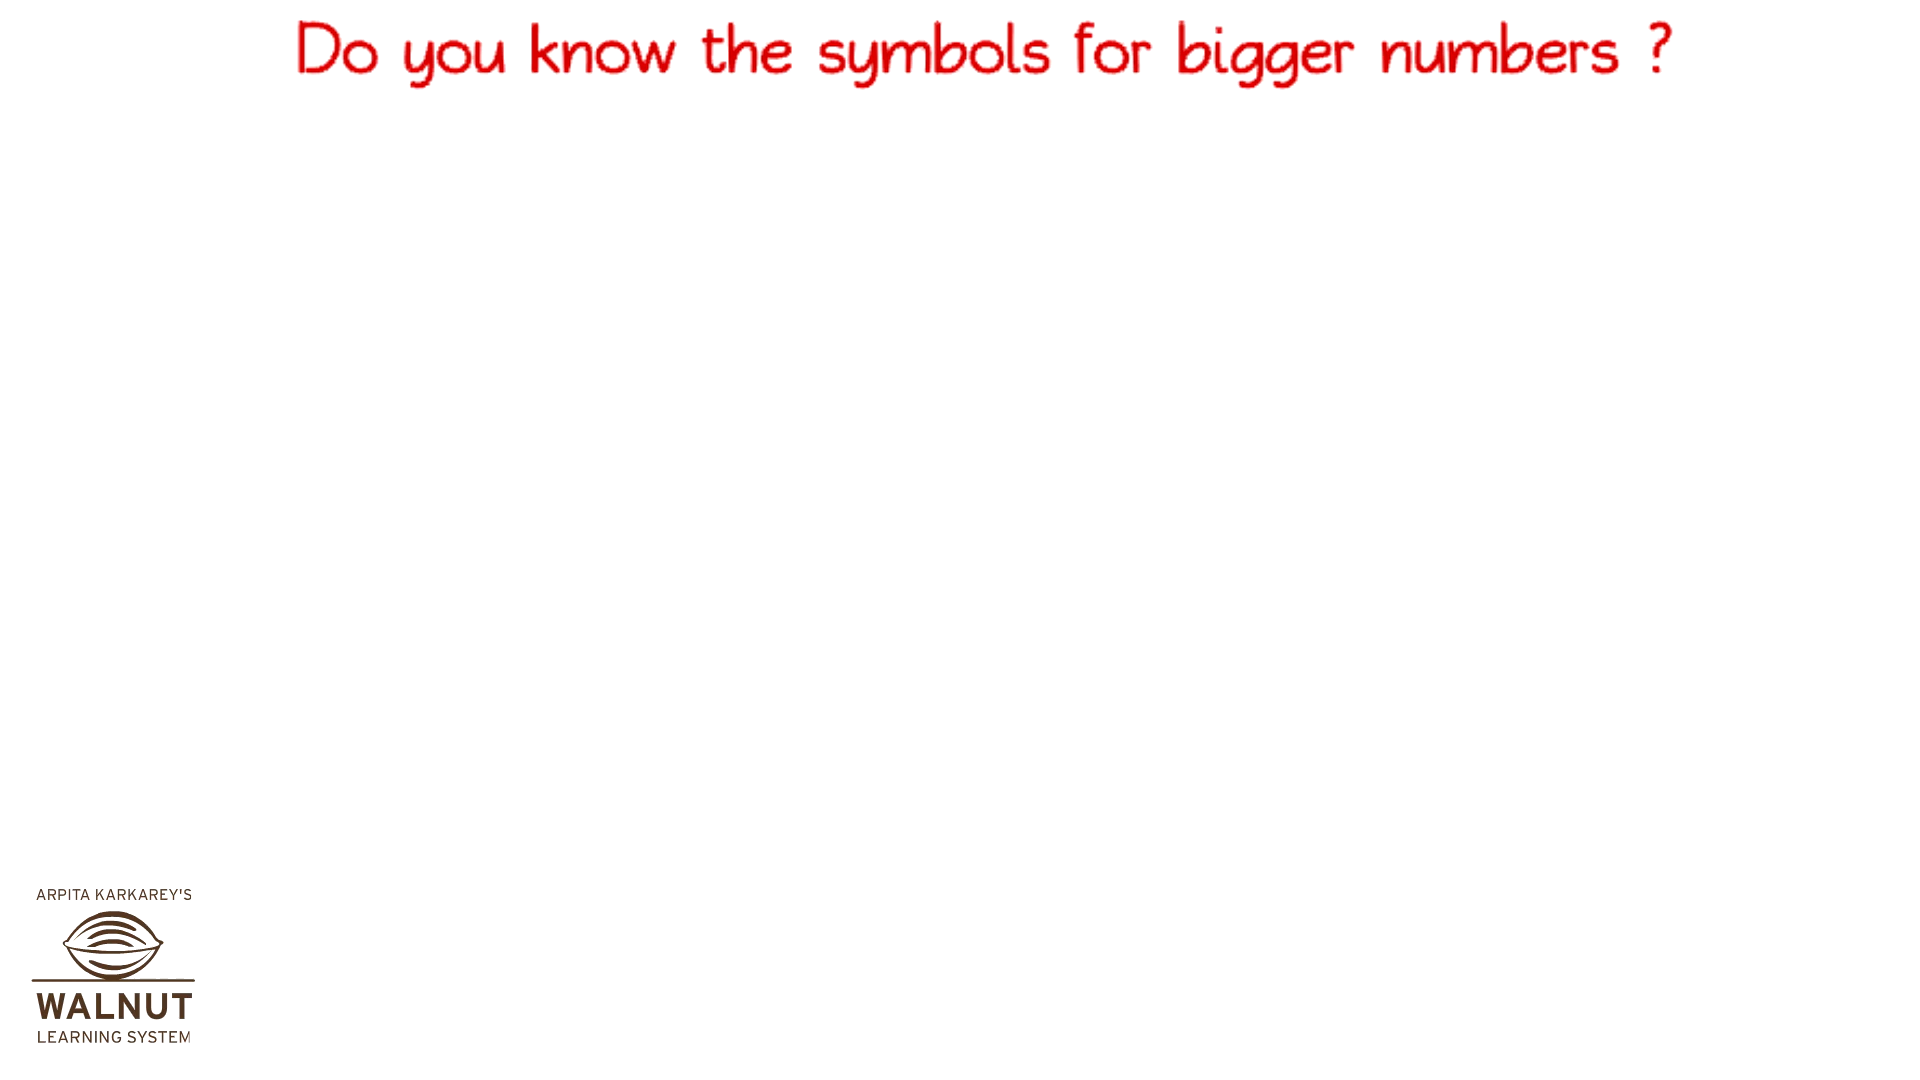 Do you know the symbols for bigger numbers ?
ARPITA KARKAREY'S
WALNUT
LEARNING SYSTEM